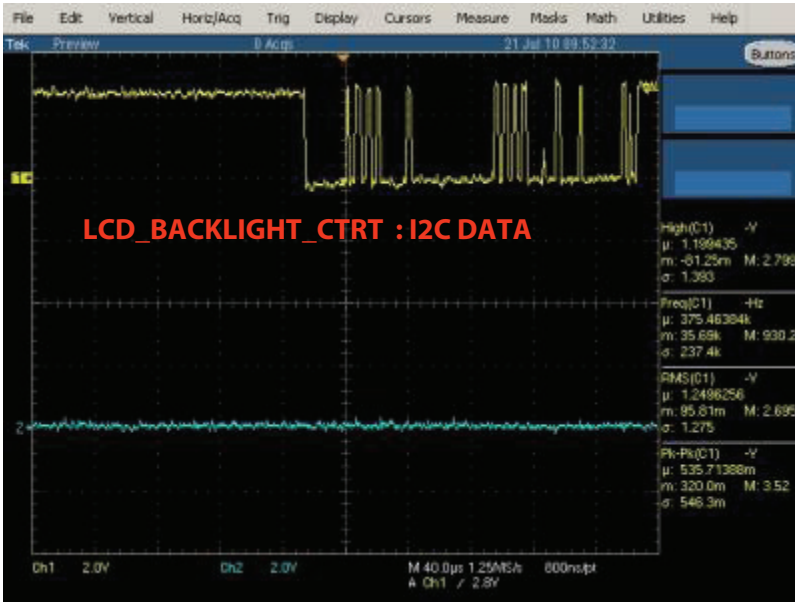 File Edit Vertical Horiz/Acq Trig Display Cursors Measure Masks Math Utilities Help
Tek Preview 0 Acqs 21 Jul 10 09:52:32
Buttons
1
LCD_BACKLIGHT_CTRT : I2C DATA
High(C1) -V
µ: 1.199435
m: -81.25m M: 2.799
σ: 1.393
Freq(C1) -Hz
µ: 375.46384k
m: 35.69k M: 930.2
σ: 237.4k
RMS(C1) -V
µ: 1.2496256
m: 95.81m M: 2.695
σ: 1.275
Pk-Pk(C1) -V
µ: 535.71388m
m: 320.0m M: 3.52
σ: 546.3m
2
Ch1 2.0V Ch2 2.0V M 40.0µs 1.25MS/s 800ns/pt
A Ch1 / 2.8V